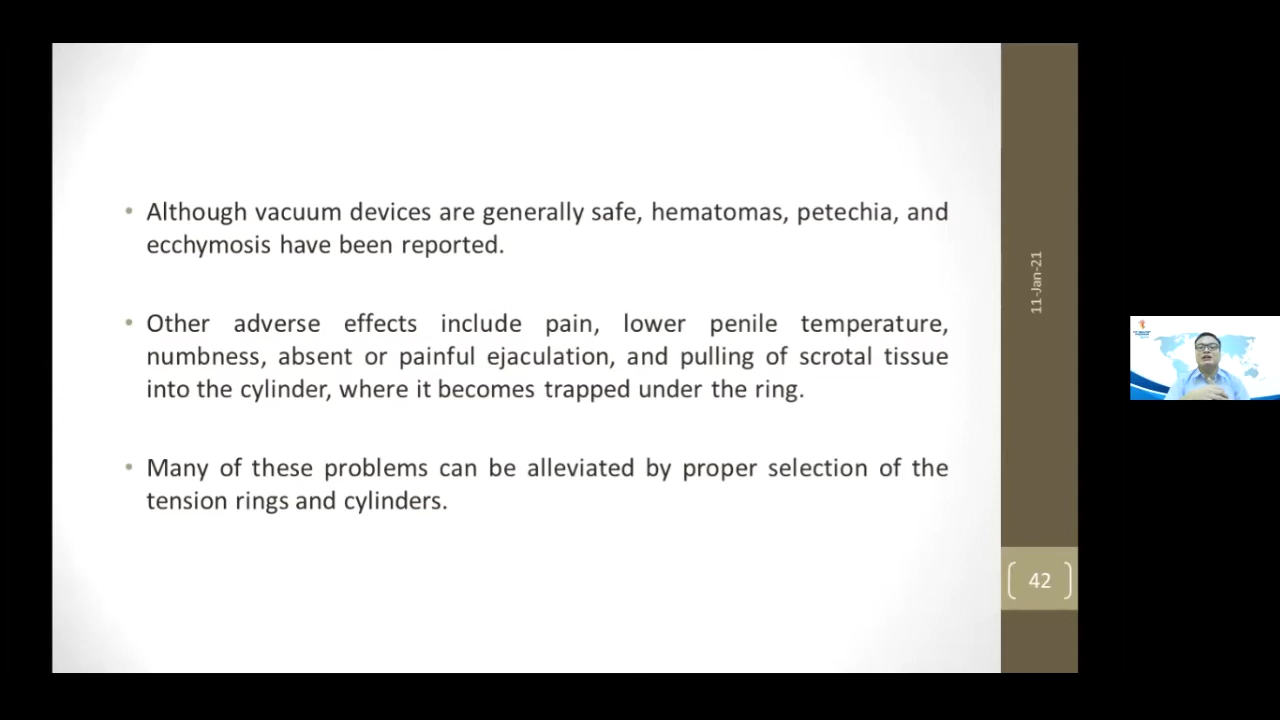 • Although vacuum devices are generally safe, hematomas, petechia, and
ecchymosis have been reported.
• Other adverse effects include pain, lower penile temperature,
numbness, absent or painful ejaculation, and pulling of scrotal tissue
into the cylinder, where it becomes trapped under the ring.
• Many of these problems can be alleviated by proper selection of the
tension rings and cylinders.
11-Jan-21
42